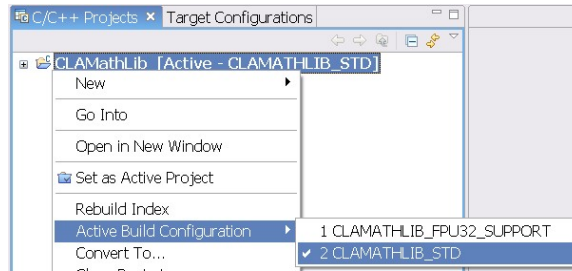 C/C++ Projects Target Configurations
CLAMathLib [Active - CLAMATHLIB_STD]
New
Go Into
Open in New Window
Set as Active Project
Rebuild Index
Active Build Configuration 1 CLAMATHLIB_FPU32_SUPPORT
Convert To... 2 CLAMATHLIB_STD